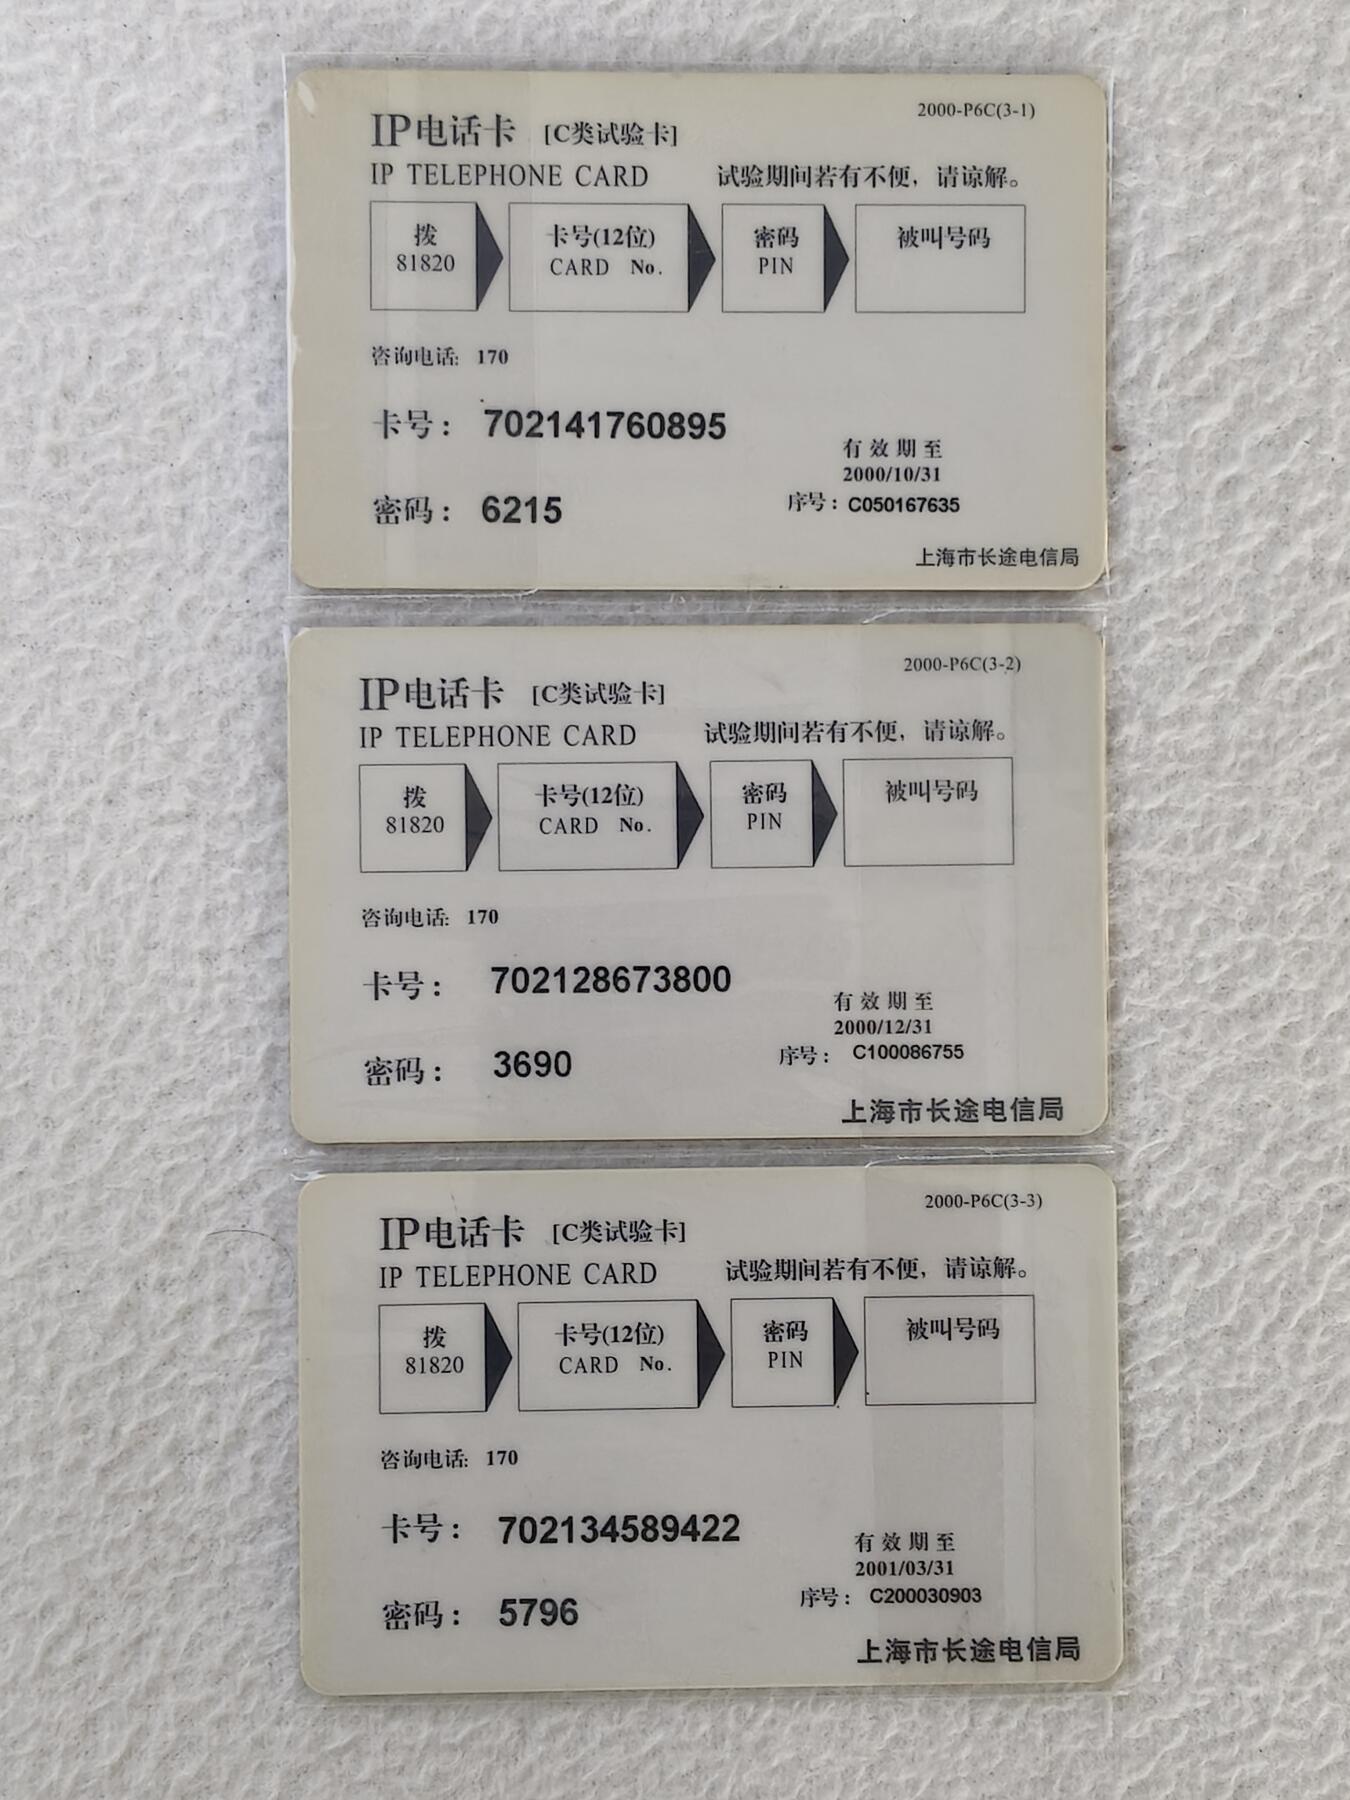 2000-P6C(3-1)
IP电话卡 [C类试验卡]
IP TELEPHONE CARD 试验期间若有不便，请谅解。
拨 卡号(12位) 密码 被叫号码
81820 CARD No. PIN
咨询电话: 170
卡号： 702141760895
有效期至
2000/10/31
密码： 6215 序号：C050167635
上海市长途电信局
2000-P6C(3-2)
IP电话卡 [C类试验卡]
IP TELEPHONE CARD 试验期间若有不便，请谅解。
拨 卡号(12位) 密码 被叫号码
81820 CARD No. PIN
咨询电话: 170
卡号： 702128673800
有效期至
2000/12/31
密码： 3690 序号： C100086755
上海市长途电信局
2000-P6C(3-3)
IP电话卡 [C类试验卡]
IP TELEPHONE CARD 试验期间若有不便，请谅解。
拨 卡号(12位) 密码 被叫号码
81820 CARD No. PIN
咨询电话: 170
卡号： 702134589422
有效期至
2001/03/31
密码： 5796 序号： C200030903
上海市长途电信局